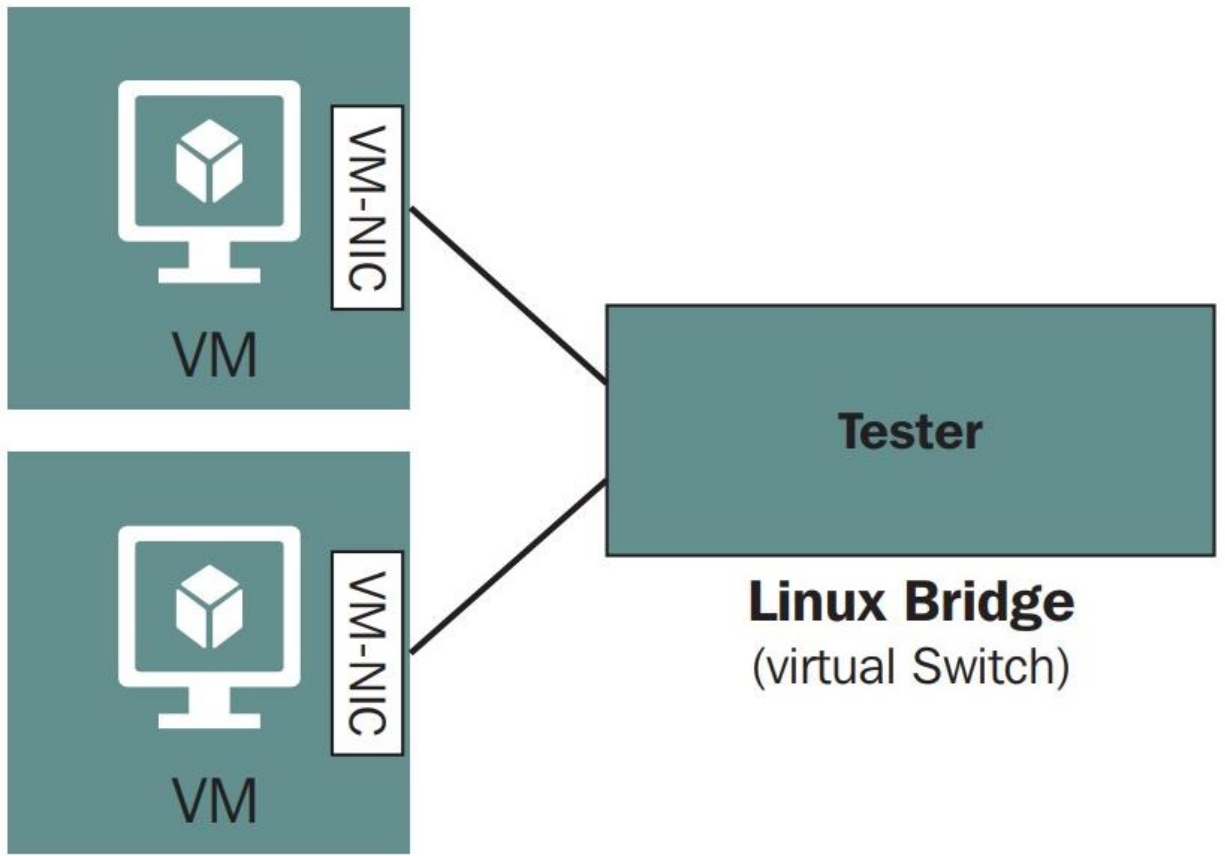 VM-NIC
VM
VM-NIC
VM
Tester
Linux Bridge
(virtual Switch)